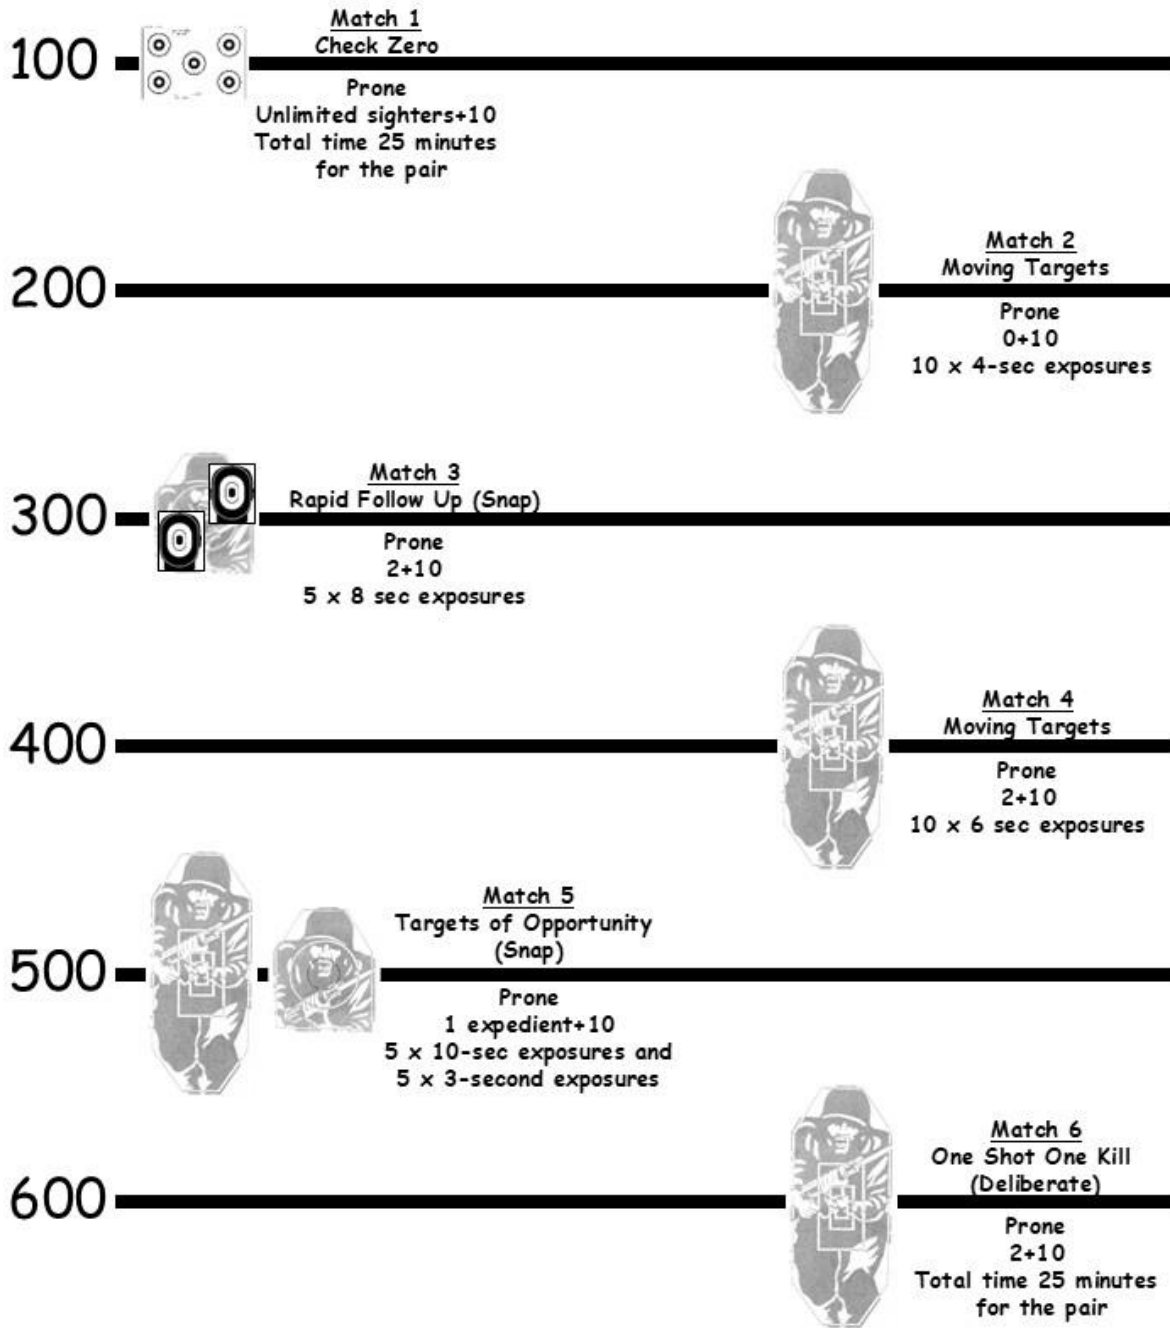 100
Match 1
Check Zero
Prone
Unlimited sighters+10
Total time 25 minutes
for the pair
200
Match 2
Moving Targets
Prone
0+10
10 x 4-sec exposures
300
Match 3
Rapid Follow Up (Snap)
Prone
2+10
5 x 8 sec exposures
400
Match 4
Moving Targets
Prone
2+10
10 x 6 sec exposures
500
Match 5
Targets of Opportunity
(Snap)
Prone
1 expedient+10
5 x 10-sec exposures and
5 x 3-second exposures
600
Match 6
One Shot One Kill
(Deliberate)
Prone
2+10
Total time 25 minutes
for the pair